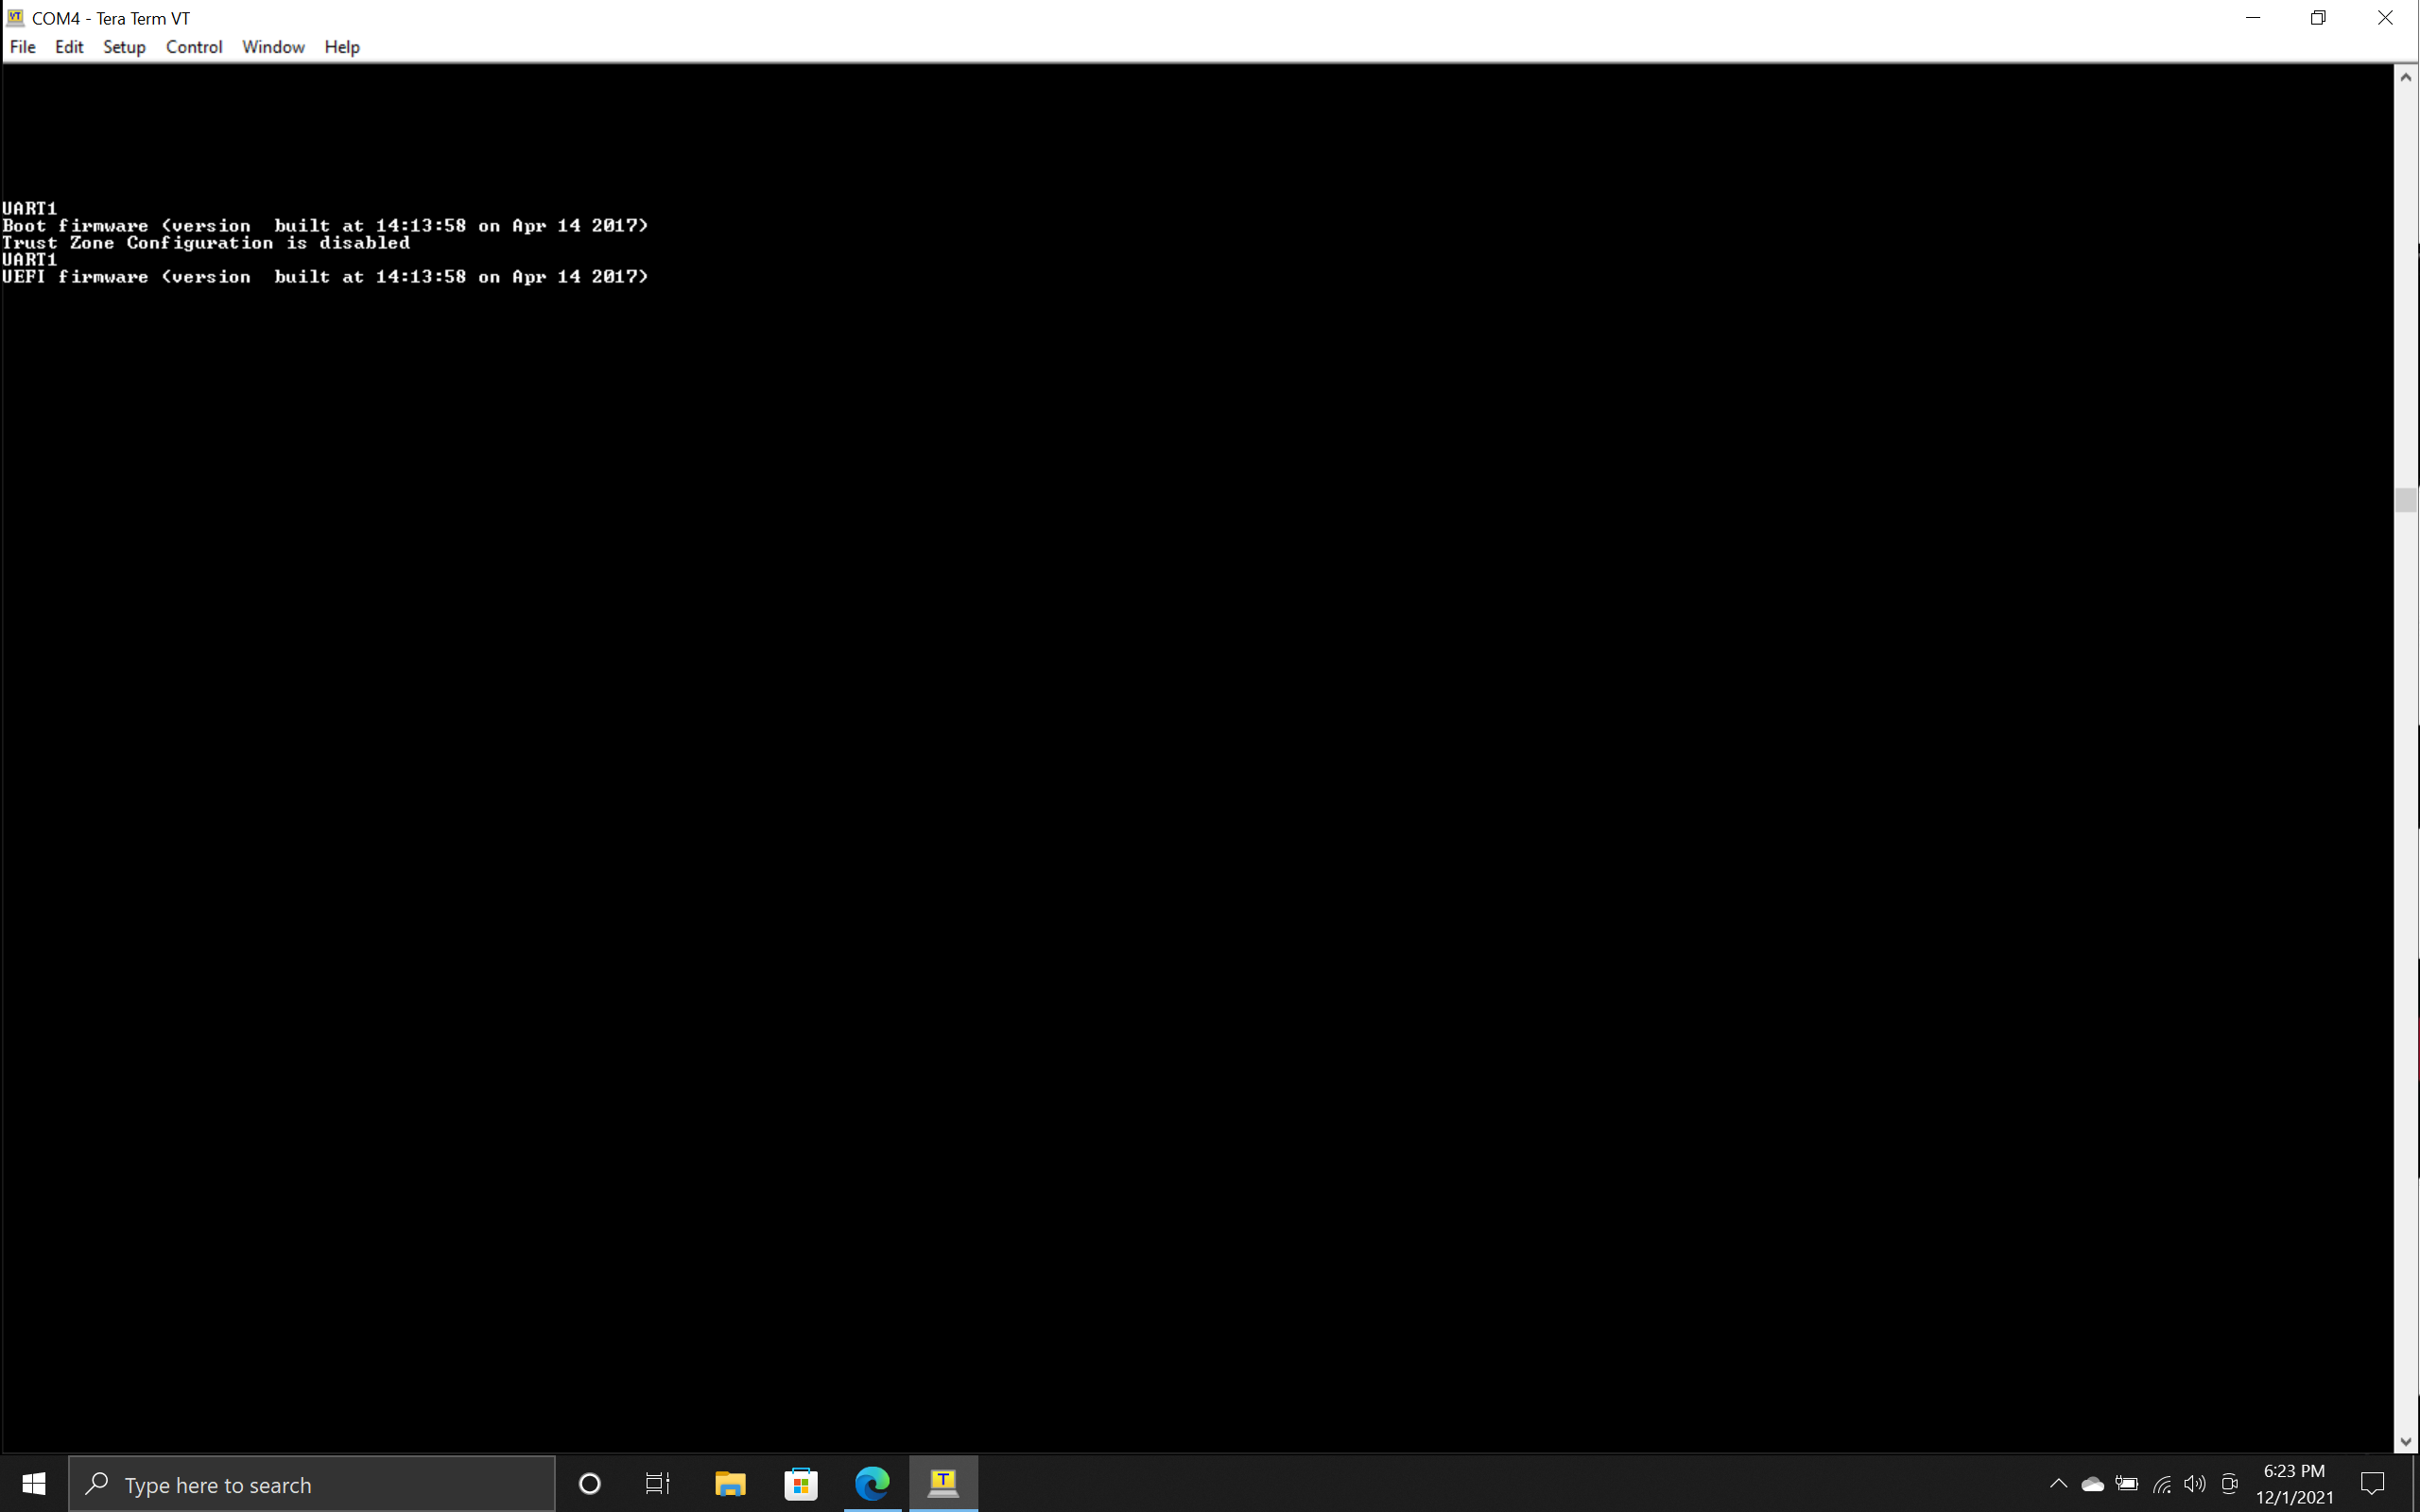 COM4 - Tera Term VT
File Edit Setup Control Window Help
UART1
Boot firmware (version  built at 14:13:58 on Apr 14 2017)
Trust Zone Configuration is disabled
UART1
UEFI firmware (version  built at 14:13:58 on Apr 14 2017)
Type here to search
6:23 PM
12/1/2021